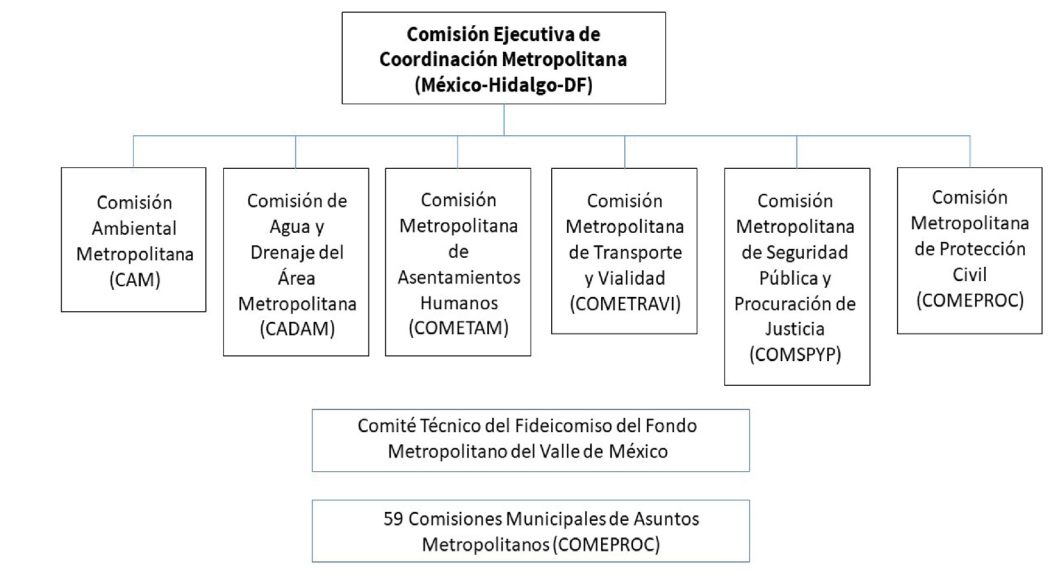 Comisión Ejecutiva de
Coordinación Metropolitana
(México-Hidalgo-DF)
Comisión
Ambiental
Metropolitana
(CAM)
Comisión de
Agua y
Drenaje del
Área
Metropolitana
(CADAM)
Comisión
Metropolitana
de
Asentamientos
Humanos
(COMETAM)
Comisión
Metropolitana
de Transporte
y Vialidad
(COMETRAVI)
Comisión
Metropolitana
de Seguridad
Pública y
Procuración de
Justicia
(COMSPYP)
Comisión
Metropolitana
de Protección
Civil
(COMEPROC)
Comité Técnico del Fideicomiso del Fondo
Metropolitano del Valle de México
59 Comisiones Municipales de Asuntos
Metropolitanos (COMEPROC)